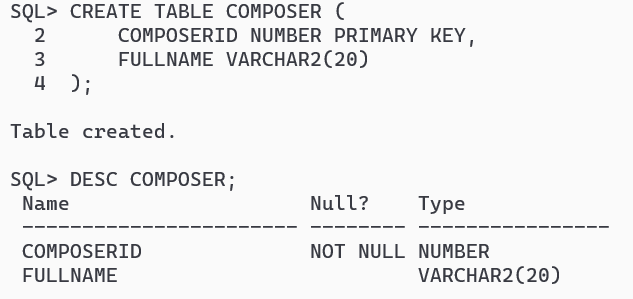 SQL> CREATE TABLE COMPOSER (
  2      COMPOSERID NUMBER PRIMARY KEY,
  3      FULLNAME VARCHAR2(20)
  4  );

Table created.

SQL> DESC COMPOSER;
 Name                    Null?    Type
 ----------------------- -------- ----------------
 COMPOSERID              NOT NULL NUMBER
 FULLNAME                         VARCHAR2(20)